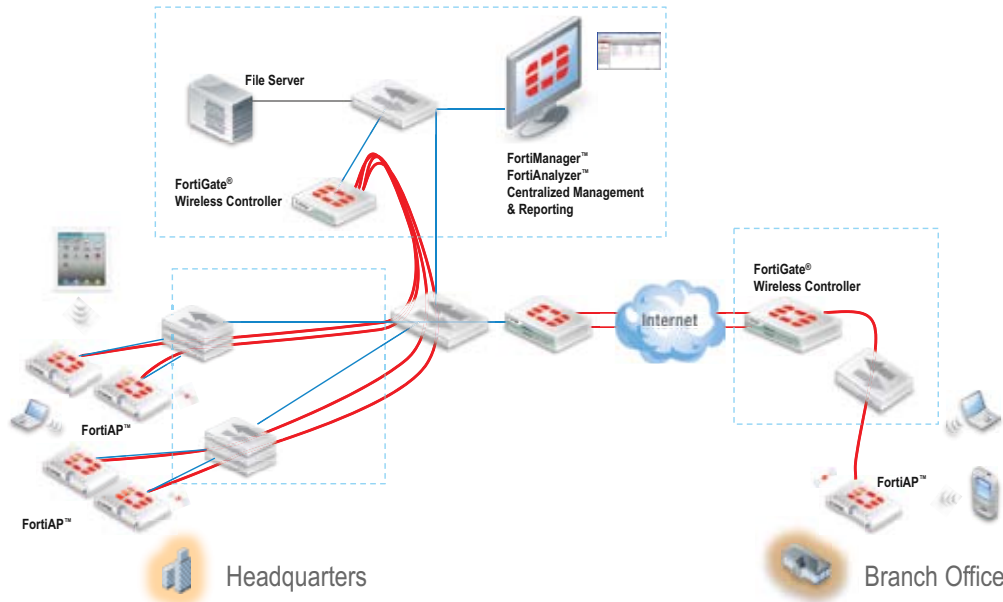 File Server
FortiGate®
Wireless Controller
FortiManager™
FortiAnalyzer™
Centralized Management
& Reporting
FortiGate®
Wireless Controller
Internet
FortiAP™
FortiAP™
FortiAP™
Headquarters
Branch Office